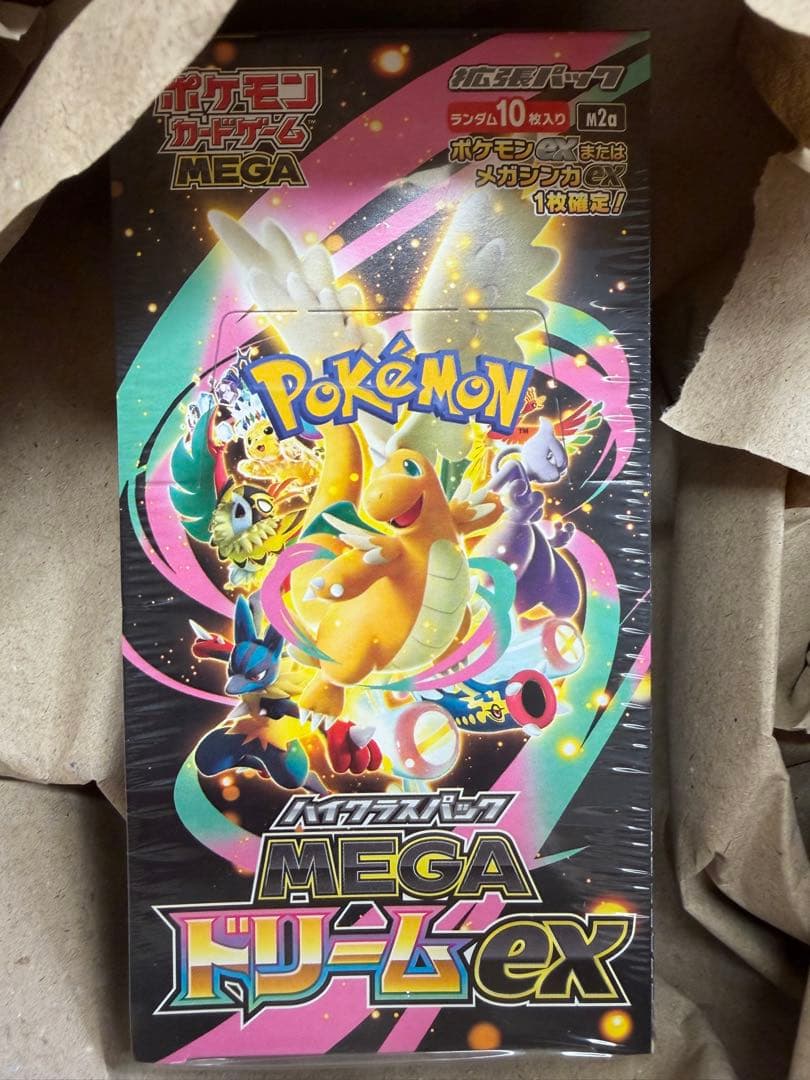 ポケモン
カードゲーム™
MEGA
拡張パック
ランダム10枚入り
M2a
ポケモンexまたは
メガシンカex
1枚確定！
POKéMON™
ハイクラスパック
MEGA
ドリームex